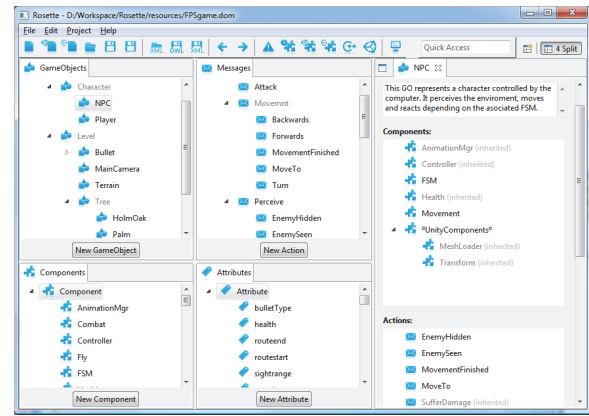 Rosette - D:/Workspace/Rosette/resources/FPSgame.dom
File Edit Project Help
XML OWL XML
Quick Access
4 Split
GameObjects
Character
NPC
Player
Level
Bullet
MainCamera
Terrain
Tree
HolmOak
Palm
New GameObject
Messages
Attack
Movemnt
Backwards
Forwards
MovementFinished
MoveTo
Turn
Perceive
EnemyHidden
EnemySeen
New Action
Components
Component
AnimationMgr
Combat
Controller
Fly
FSM
New Component
Attributes
Attribute
bulletType
health
routeend
routestart
sightrange
New Attribute
NPC
This GO represents a character controlled by the
computer. It perceives the enviroment, moves
and reacts depending on the asociated FSM.
Components:
AnimationMgr (inherited)
Controller (inherited)
FSM
Health (inherited)
Movement
ºUnityComponentsº
MeshLoader (inherited)
Transform (inherited)
Actions:
EnemyHidden
EnemySeen
MovementFinished
MoveTo
SufferDamage (inherited)